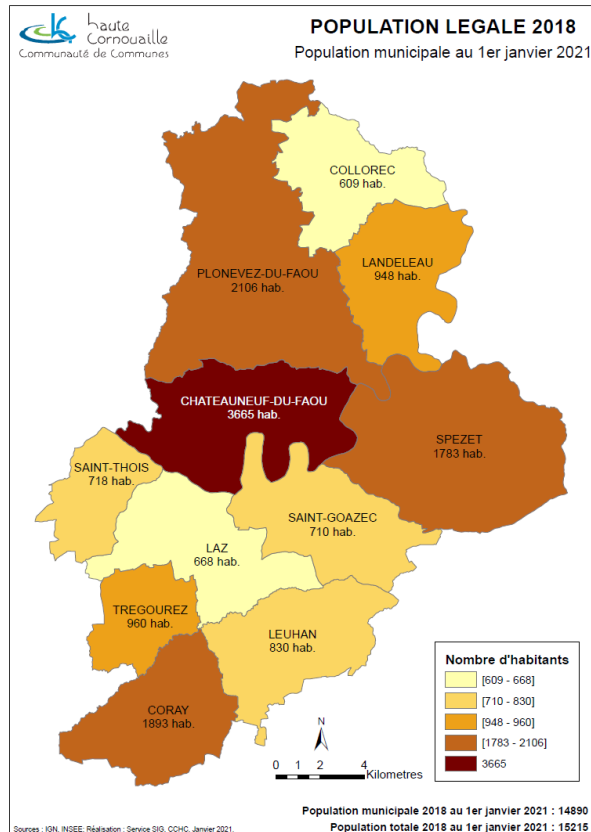 haute
Cornouaille
Communauté de Communes
POPULATION LEGALE 2018
Population municipale au 1er janvier 2021
COLLOREC
609 hab.
LANDELEAU
948 hab.
PLONEVEZ-DU-FAOU
2106 hab.
CHATEAUNEUF-DU-FAOU
3665 hab.
SPEZET
1783 hab.
SAINT-THOIS
718 hab.
SAINT-GOAZEC
710 hab.
LAZ
668 hab.
TREGOUREZ
960 hab.
LEUHAN
830 hab.
CORAY
1893 hab.
Nombre d'habitants
[609 - 668]
[710 - 830]
[948 - 960]
[1783 - 2106]
3665
N
0 1 2 4
Kilometres
Population municipale 2018 au 1er janvier 2021 : 14890
Population totale 2018 au 1er janvier 2021 : 15215
Sources : IGN, INSEE; Réalisation : Service SIG, CCHC, Janvier 2021.